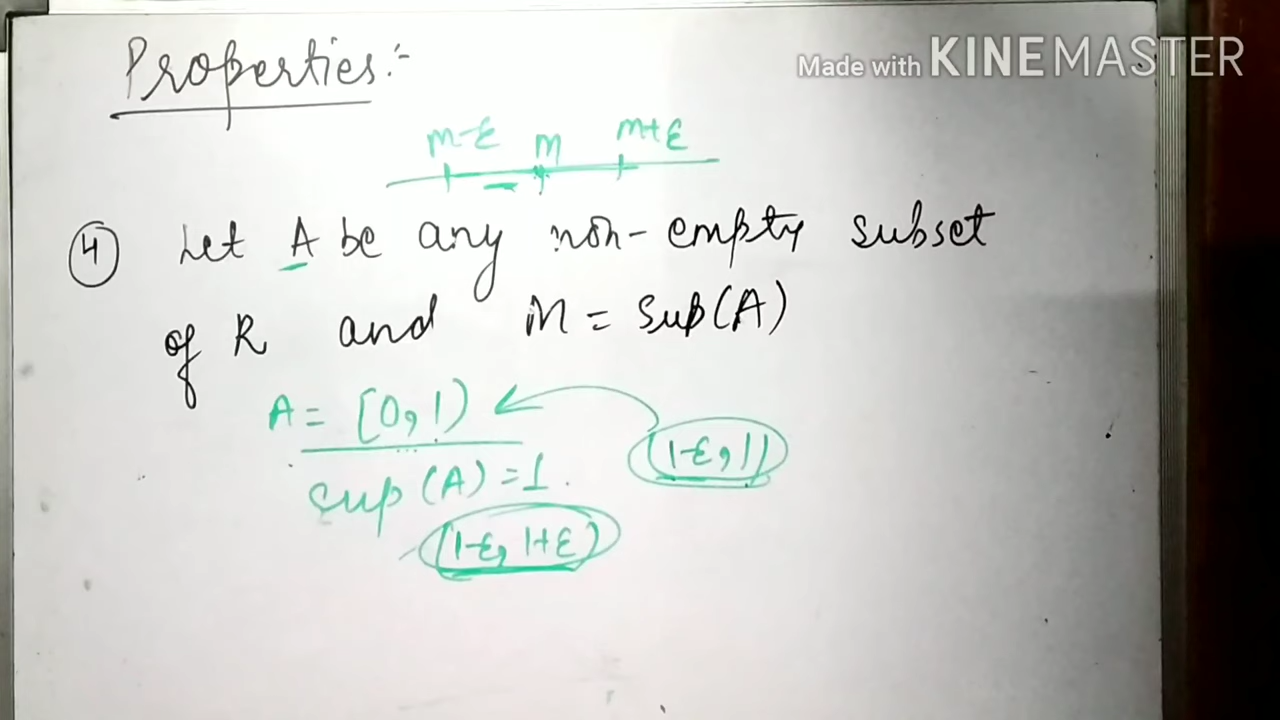 Properties:-
Made with KINEMASTER
m-ε m m+ε
④ Let A be any non-empty subset
of R and m = sup(A)
A = [0, 1)
(1-ε, 1)
sup(A) = 1.
(1-ε, 1+ε)